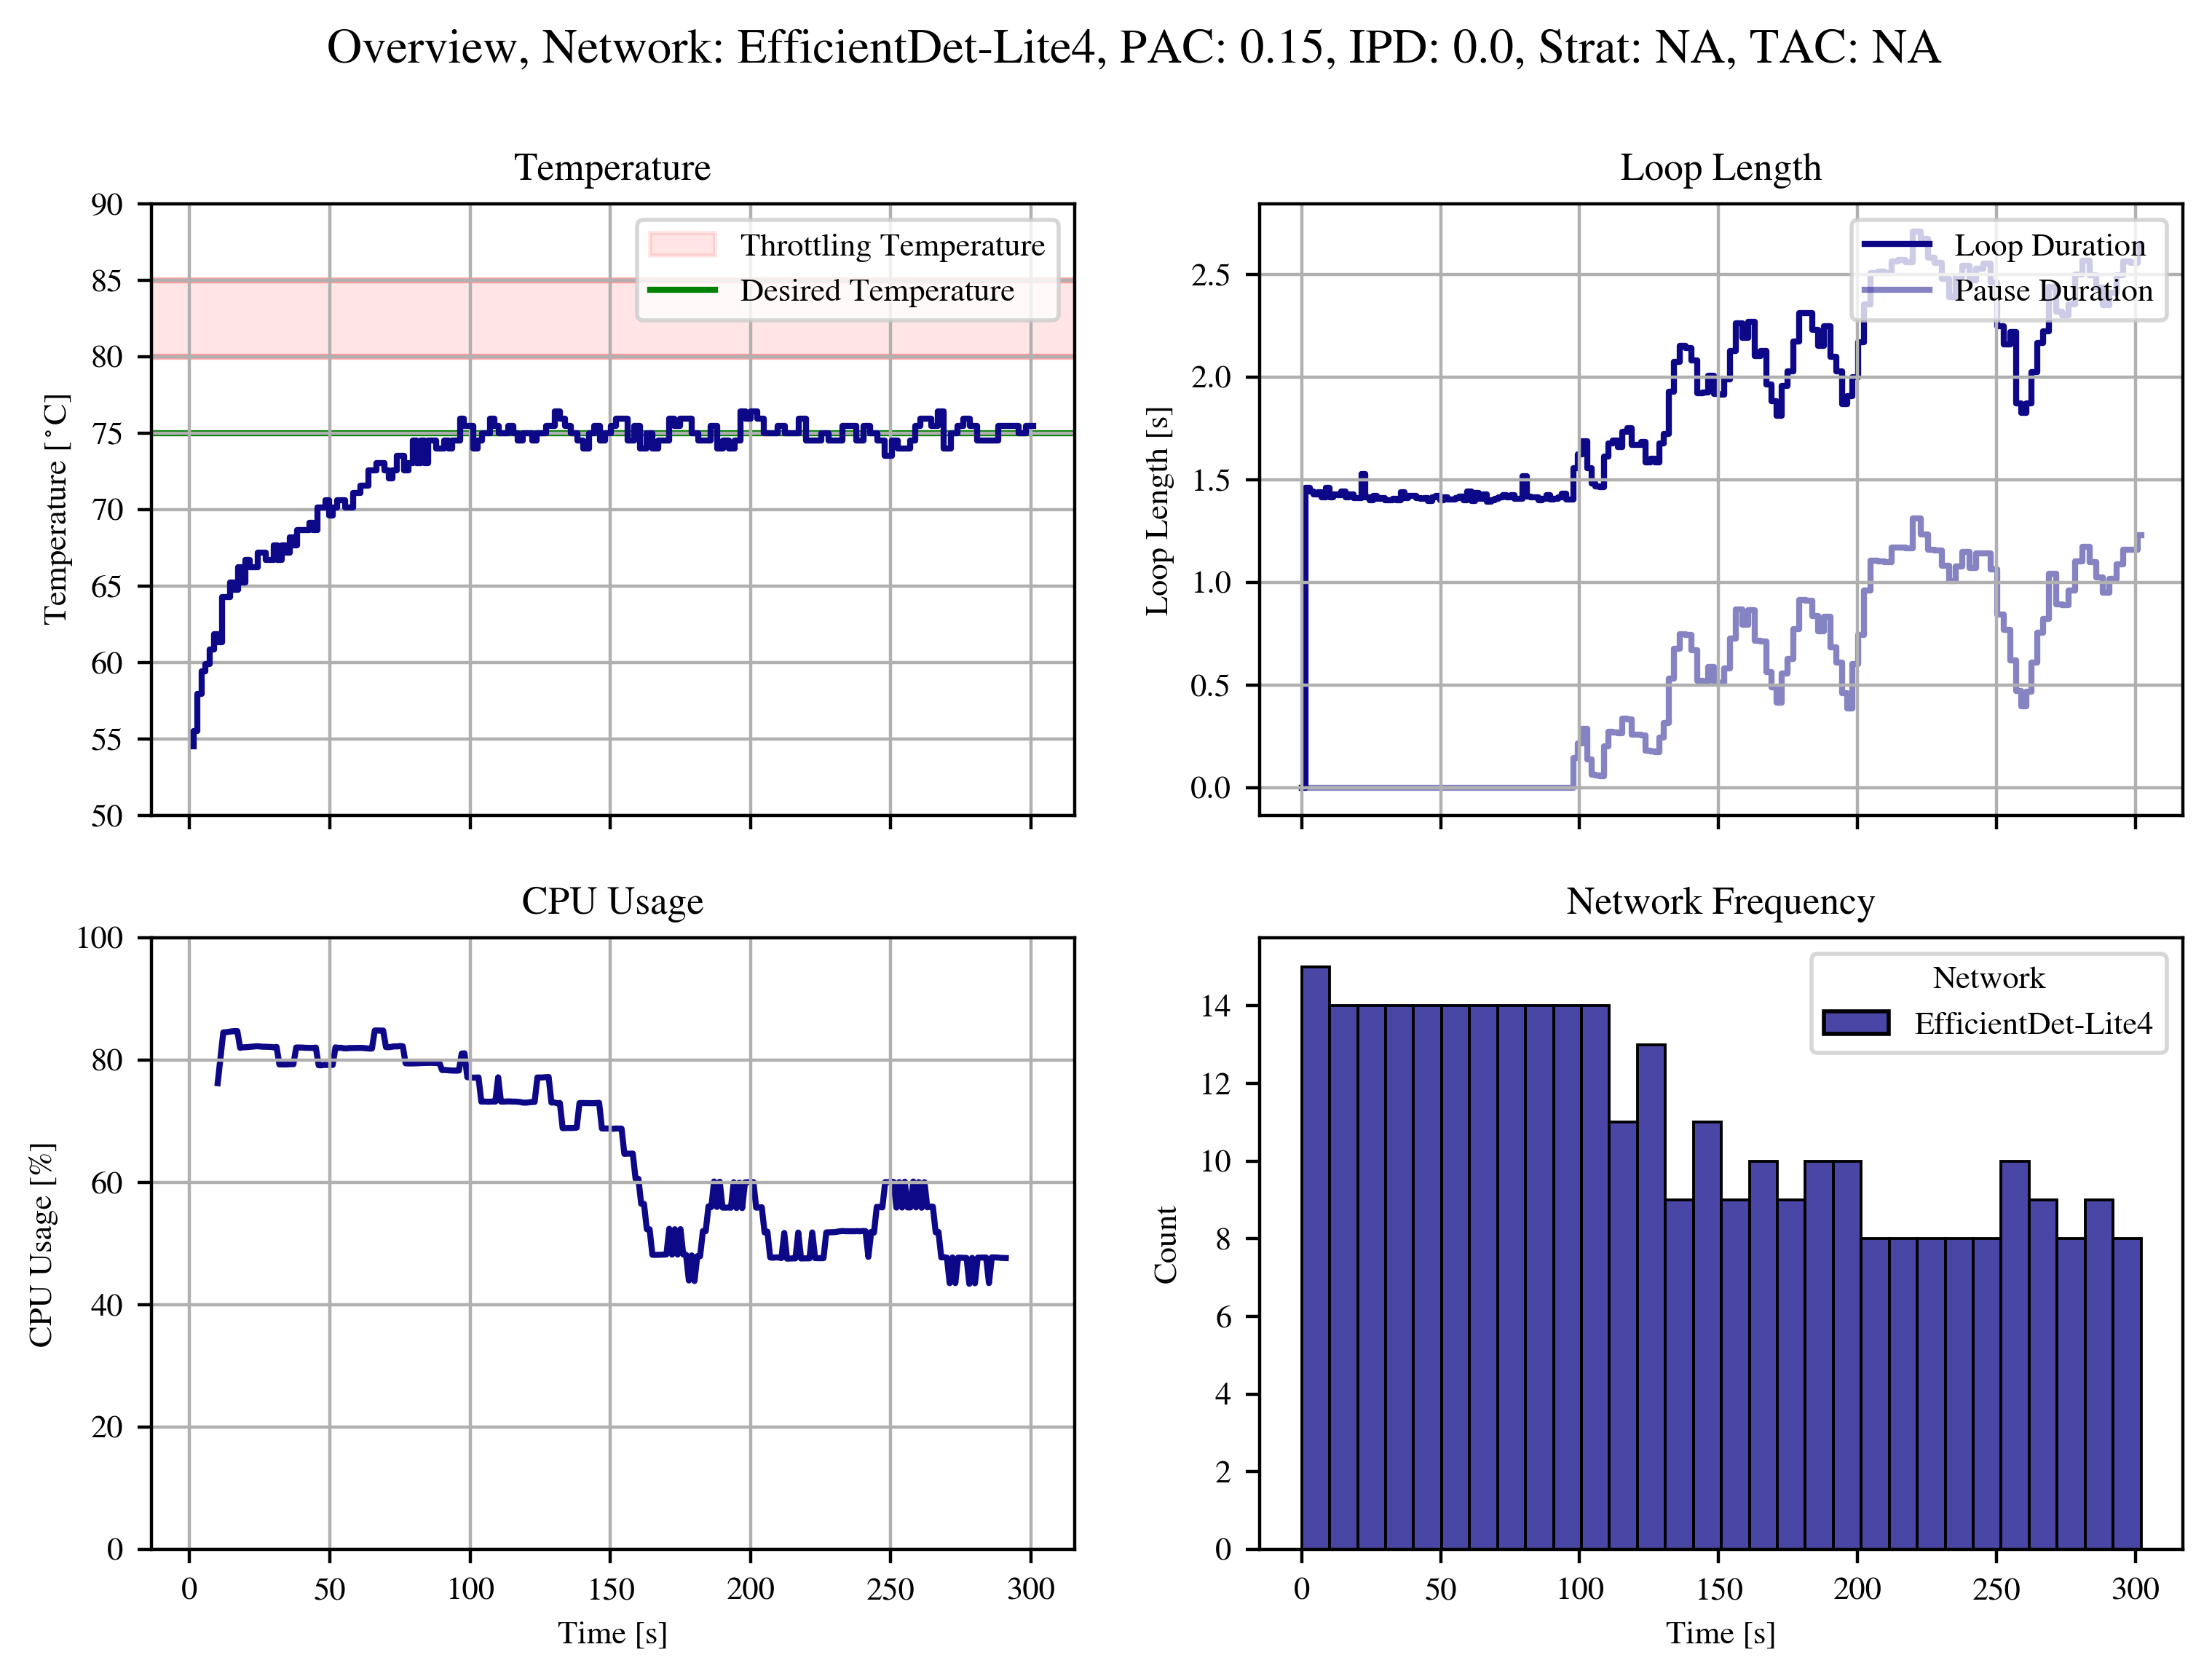 Overview, Network: EfficientDet-Lite4, PAC: 0.15, IPD: 0.0, Strat: NA, TAC: NA
Temperature
90
85
80
75
70
65
60
55
50
Temperature [°C]
Throttling Temperature
Desired Temperature
Loop Length
2.5
2.0
1.5
1.0
0.5
0.0
Loop Length [s]
Loop Duration
Pause Duration
CPU Usage
100
80
60
40
20
0
CPU Usage [%]
0 50 100 150 200 250 300
Time [s]
Network Frequency
14
12
10
8
6
4
2
0
Count
Network
EfficientDet-Lite4
0 50 100 150 200 250 300
Time [s]